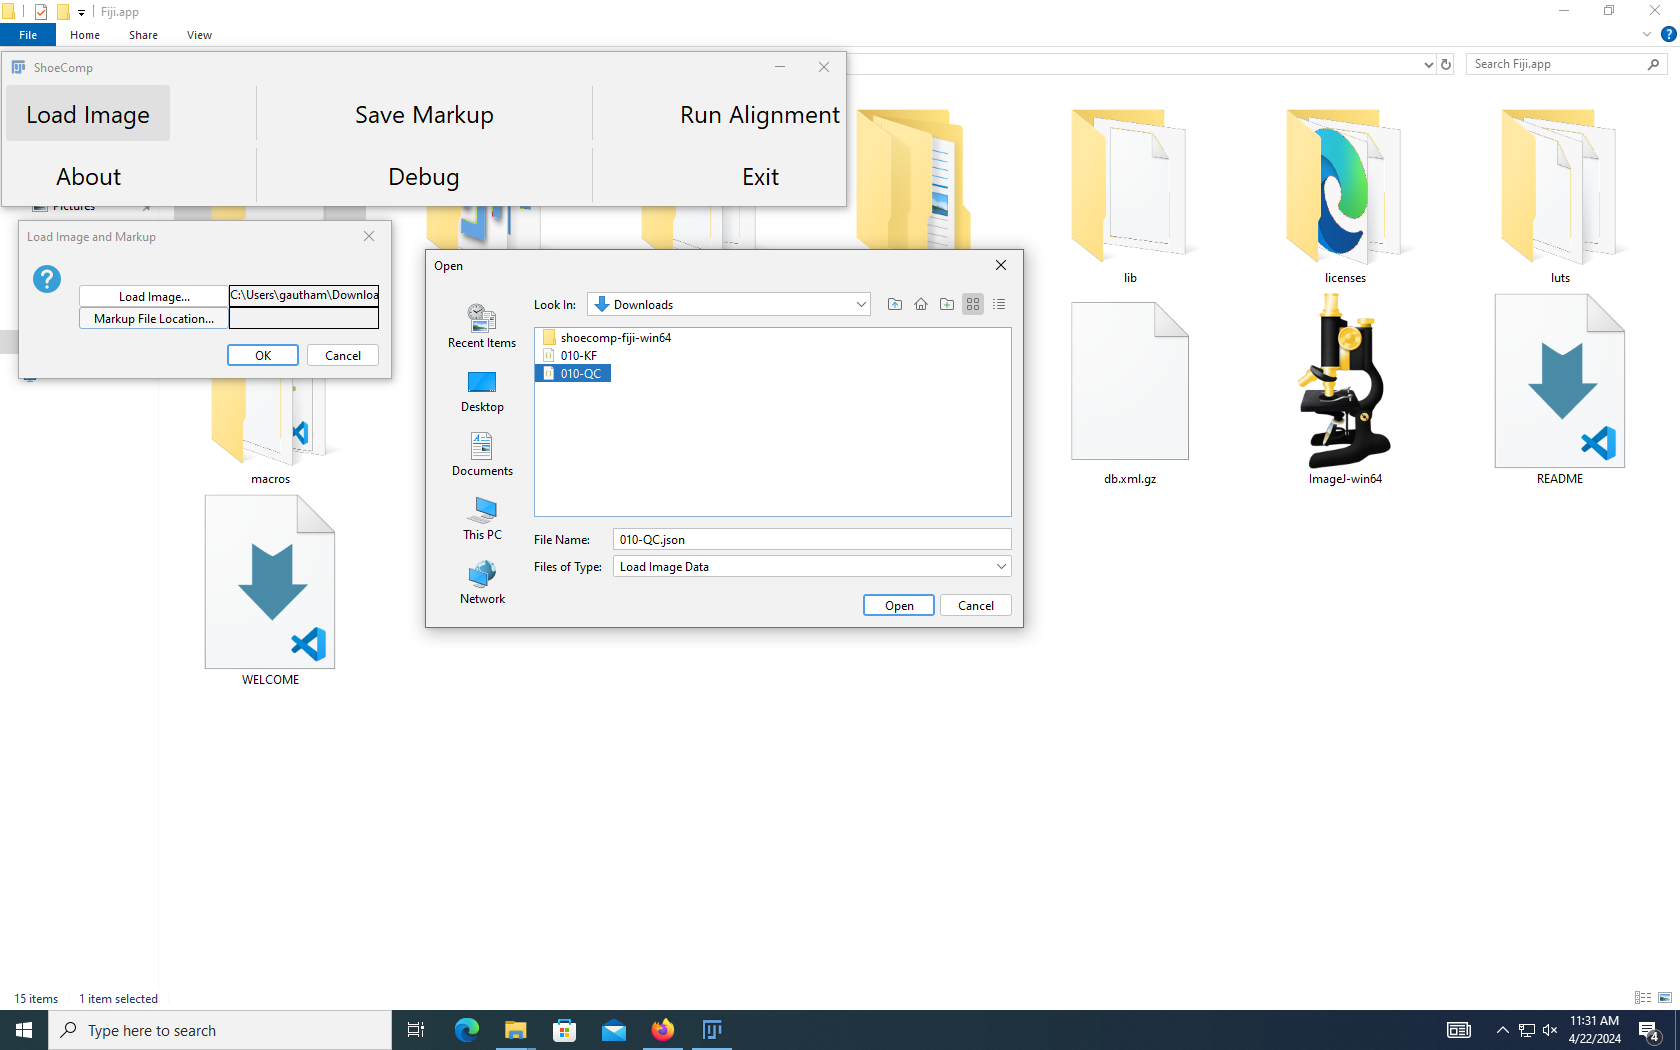 Fiji.app
File Home Share View
ShoeComp
Search Fiji.app
Load Image Save Markup Run Alignment
About Debug Exit
Pictures
Load Image and Markup
Load Image... C:\Users\gautham\Downloa
Markup File Location...
OK Cancel
Open
Look In: Downloads
Recent Items
Desktop
Documents
This PC
Network
shoecomp-fiji-win64
010-KF
010-QC
File Name: 010-QC.json
Files of Type: Load Image Data
Open Cancel
lib licenses luts
macros db.xml.gz ImageJ-win64 README
WELCOME
15 items 1 item selected
Type here to search
11:31 AM
4/22/2024
4